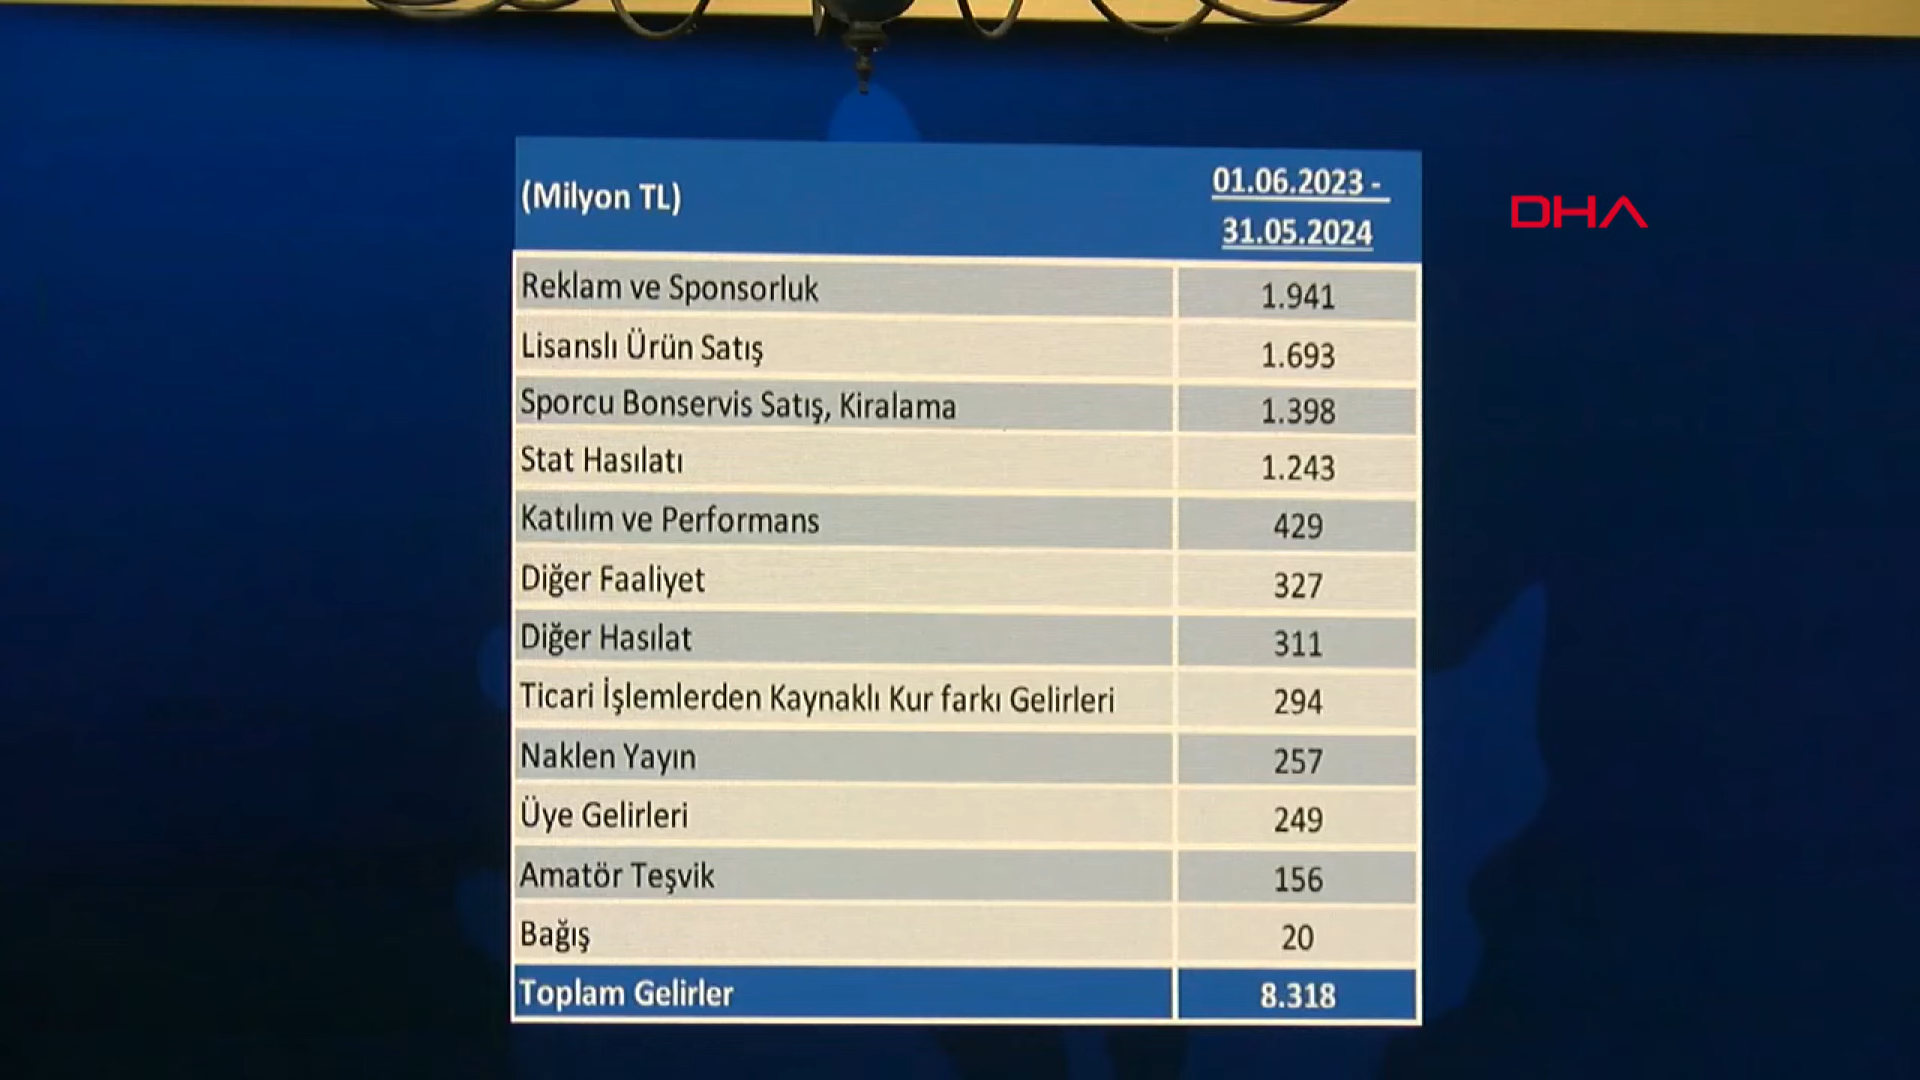 (Milyon TL) 01.06.2023 -
31.05.2024
DHA
Reklam ve Sponsorluk 1.941
Lisanslı Ürün Satış 1.693
Sporcu Bonservis Satış, Kiralama 1.398
Stat Hasılatı 1.243
Katılım ve Performans 429
Diğer Faaliyet 327
Diğer Hasılat 311
Ticari İşlemlerden Kaynaklı Kur farkı Gelirleri 294
Naklen Yayın 257
Üye Gelirleri 249
Amatör Teşvik 156
Bağış 20
Toplam Gelirler 8.318